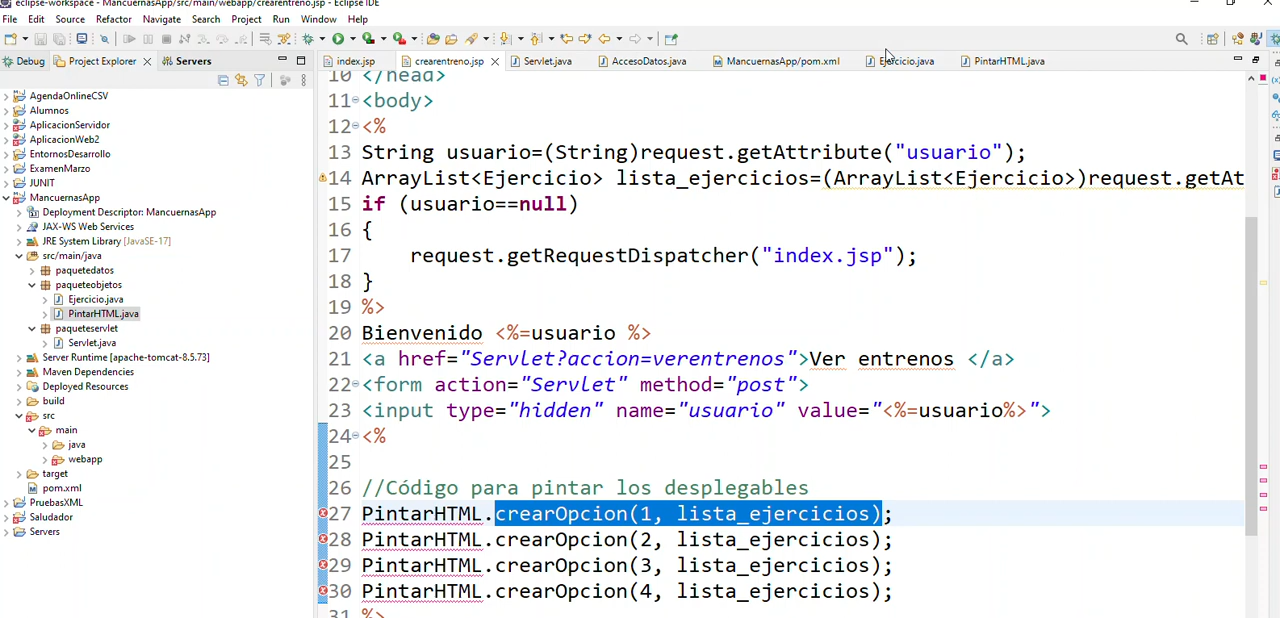 eclipse-workspace - MancuernasApp/src/main/webapp/crearentreno.jsp - Eclipse IDE
File Edit Source Refactor Navigate Search Project Run Window Help
Debug Project Explorer Servers
index.jsp crearentreno.jsp Servlet.java AccesoDatos.java MancuernasApp/pom.xml Ejercicio.java PintarHTML.java
AgendaOnlineCSV
Alumnos
AplicacionServidor
AplicacionWeb2
EntornosDesarrollo
ExamenMarzo
JUNIT
MancuernasApp
Deployment Descriptor: MancuernasApp
JAX-WS Web Services
JRE System Library [JavaSE-17]
src/main/java
paquetedatos
paqueteobjetos
Ejercicio.java
PintarHTML.java
paqueteservlet
Servlet.java
Server Runtime [apache-tomcat-8.5.73]
Maven Dependencies
Deployed Resources
build
src
main
java
webapp
target
pom.xml
PruebasXML
Saludador
Servers
10 </head>
11 <body>
12 <%
13 String usuario=(String)request.getAttribute("usuario");
14 ArrayList<Ejercicio> lista_ejercicios=(ArrayList<Ejercicio>)request.getAt
15 if (usuario==null)
16 {
17 request.getRequestDispatcher("index.jsp");
18 }
19 %>
20 Bienvenido <%=usuario %>
21 <a href="Servlet?accion=verentrenos">Ver entrenos </a>
22 <form action="Servlet" method="post">
23 <input type="hidden" name="usuario" value="<%=usuario%>">
24 <%
25
26 //Código para pintar los desplegables
27 PintarHTML.crearOpcion(1, lista_ejercicios);
28 PintarHTML.crearOpcion(2, lista_ejercicios);
29 PintarHTML.crearOpcion(3, lista_ejercicios);
30 PintarHTML.crearOpcion(4, lista_ejercicios);
31 %>